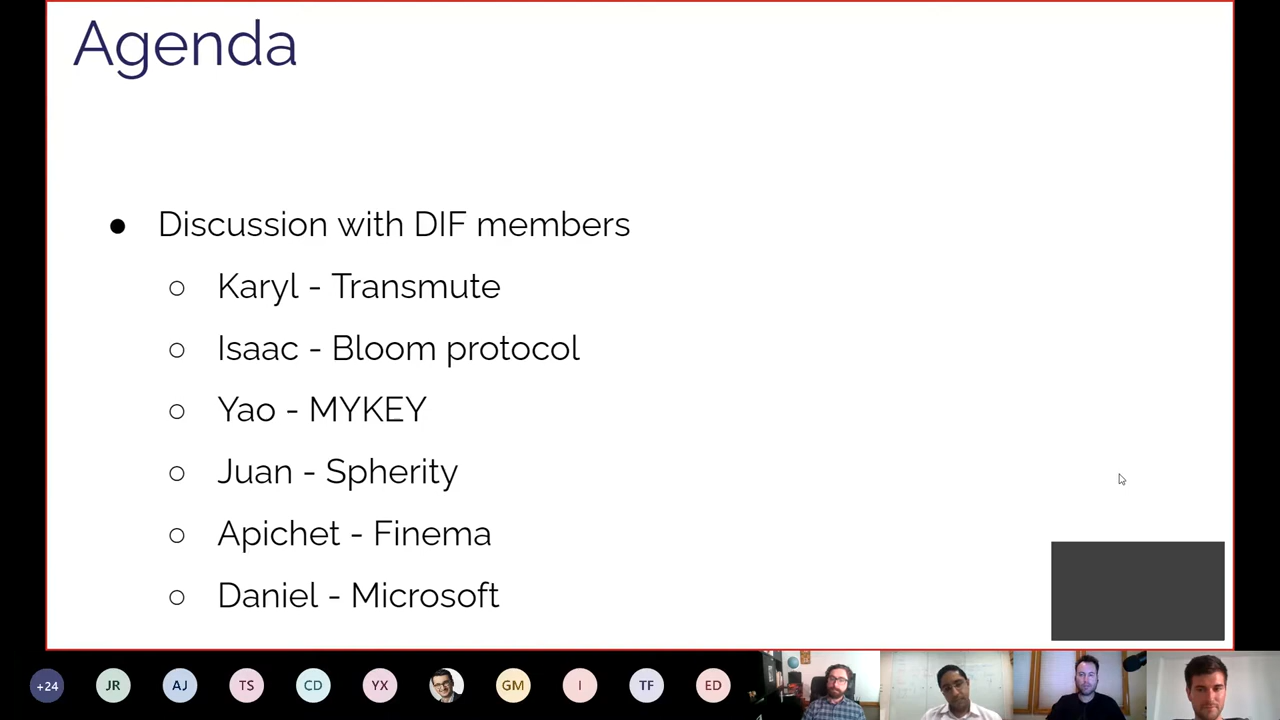 Agenda
● Discussion with DIF members
○ Karyl - Transmute
○ Isaac - Bloom protocol
○ Yao - MYKEY
○ Juan - Spherity
○ Apichet - Finema
○ Daniel - Microsoft
+24 JR AJ TS CD YX GM I TF ED